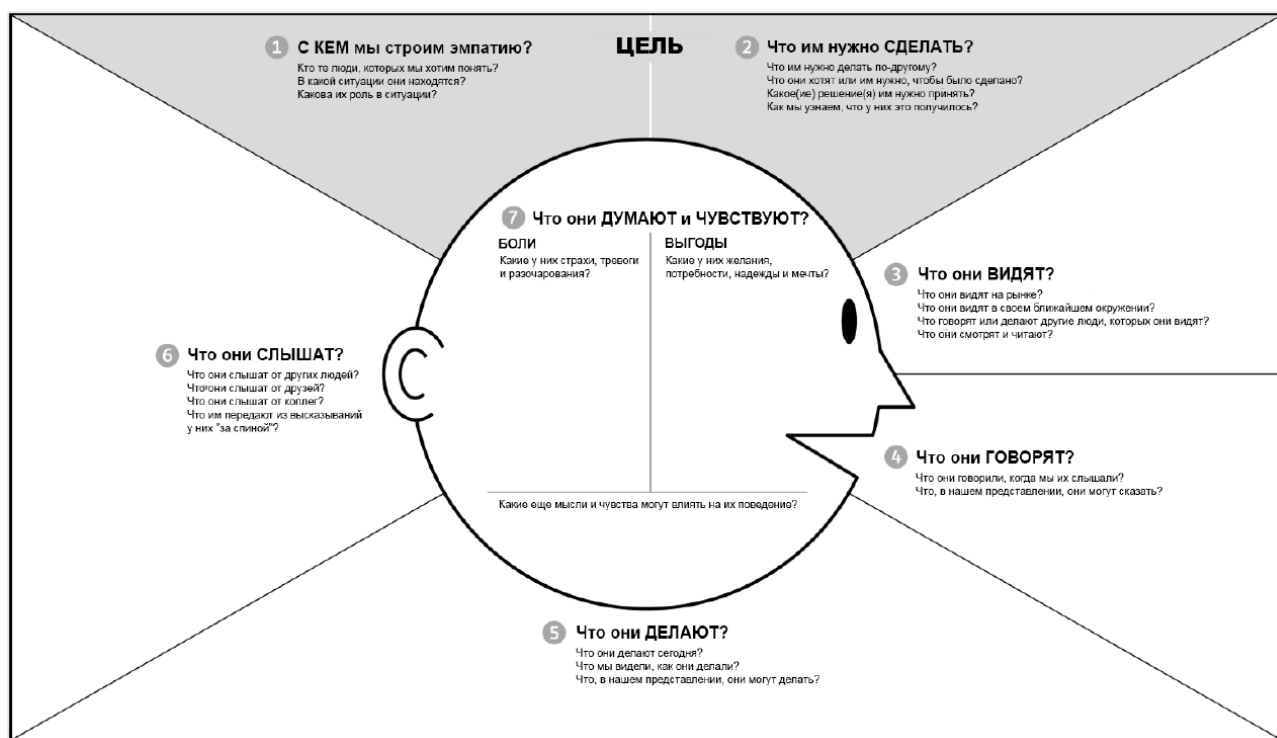 ЦЕЛЬ
1 С КЕМ мы строим эмпатию?
Кто те люди, которых мы хотим понять?
В какой ситуации они находятся?
Какова их роль в ситуации?
2 Что им нужно СДЕЛАТЬ?
Что им нужно делать по-другому?
Что они хотят или им нужно, чтобы было сделано?
Какое(ие) решение(я) им нужно принять?
Как мы узнаем, что у них это получилось?
3 Что они ВИДЯТ?
Что они видят на рынке?
Что они видят в своем ближайшем окружении?
Что говорят или делают другие люди, которых они видят?
Что они смотрят и читают?
4 Что они ГОВОРЯТ?
Что они говорили, когда мы их слышали?
Что, в нашем представлении, они могут сказать?
5 Что они ДЕЛАЮТ?
Что они делают сегодня?
Что мы видели, как они делали?
Что, в нашем представлении, они могут делать?
6 Что они СЛЫШАТ?
Что они слышат от других людей?
Что они слышат от друзей?
Что они слышат от коллег?
Что им передают из высказываний
у них "за спиной"?
7 Что они ДУМАЮТ и ЧУВСТВУЮТ?
БОЛИ
Какие у них страхи, тревоги
и разочарования?
ВЫГОДЫ
Какие у них желания,
потребности, надежды и мечты?
Какие еще мысли и чувства могут влиять на их поведение?